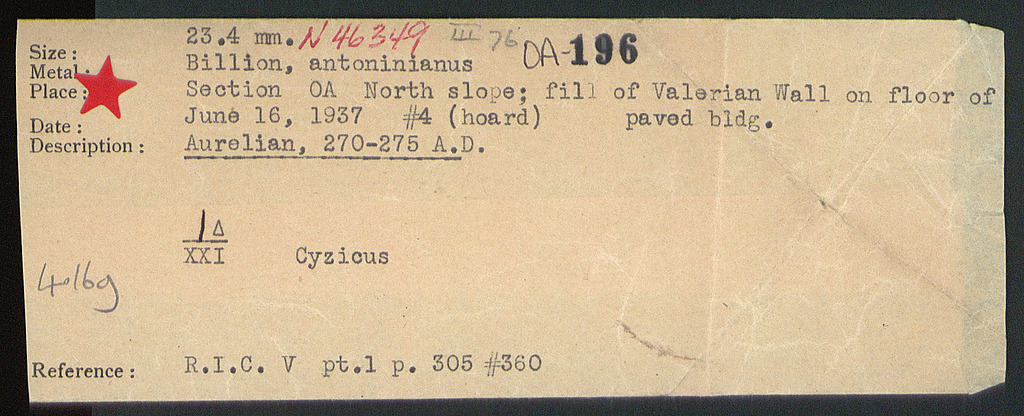 Size: 23.4 mm. N 46349 III 76 OA-196
Metal: Billion, antoninianus
Place: Section OA North slope; fill of Valerian Wall on floor of
Date: June 16, 1937 #4 (hoard) paved bldg.
Description: Aurelian, 270-275 A.D.
| Δ
XXI Cyzicus
4.16g
Reference: R.I.C. V pt.1 p. 305 #360